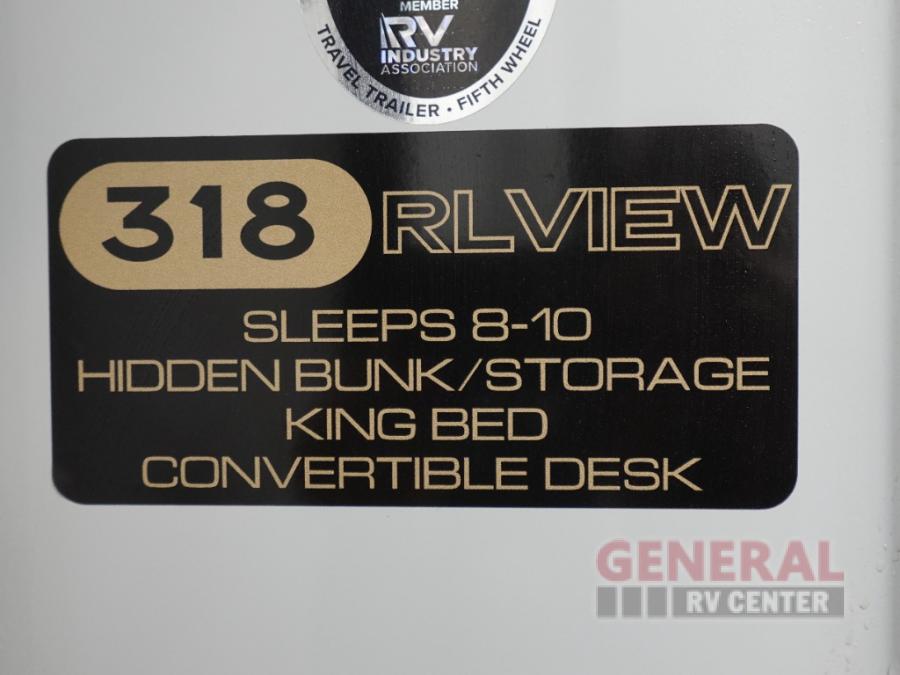 MEMBER
RV
INDUSTRY
ASSOCIATION
TRAVEL TRAILER · FIFTH WHEEL
318 RLVIEW
SLEEPS 8-10
HIDDEN BUNK/STORAGE
KING BED
CONVERTIBLE DESK
GENERAL
RV CENTER